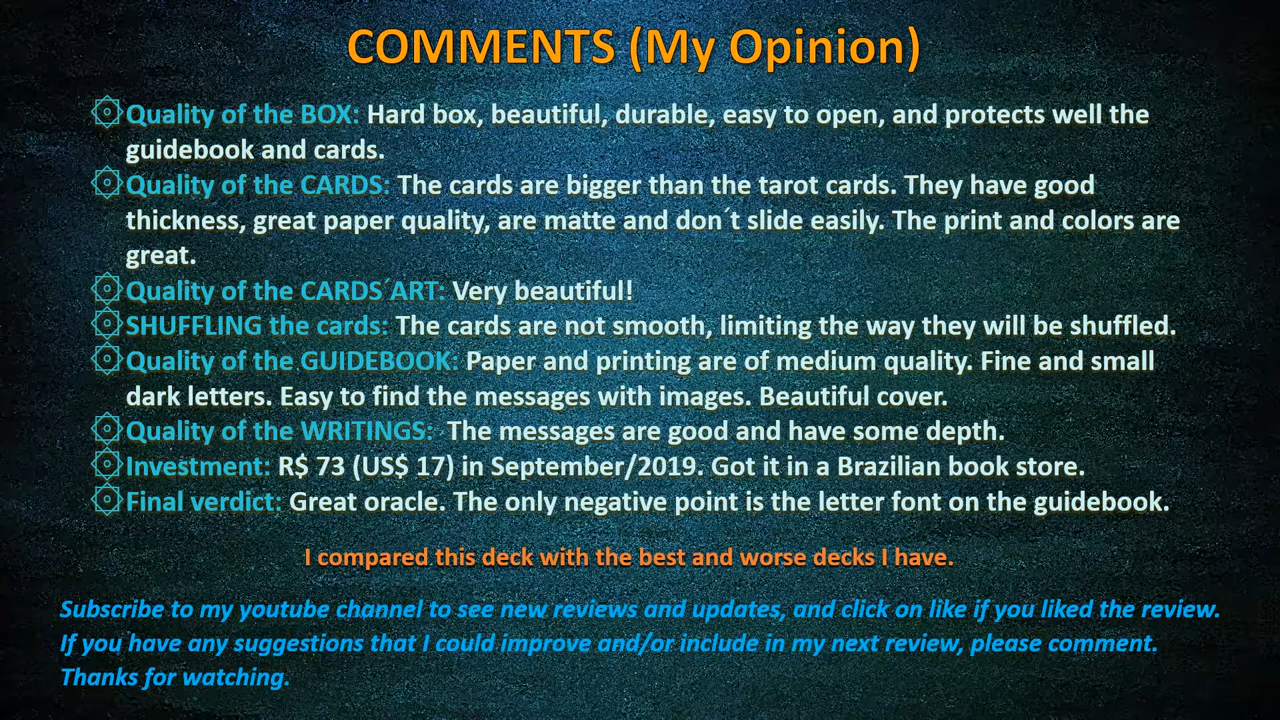 COMMENTS (My Opinion)
Quality of the BOX: Hard box, beautiful, durable, easy to open, and protects well the
guidebook and cards.
Quality of the CARDS: The cards are bigger than the tarot cards. They have good
thickness, great paper quality, are matte and don´t slide easily. The print and colors are
great.
Quality of the CARDS´ART: Very beautiful!
SHUFFLING the cards: The cards are not smooth, limiting the way they will be shuffled.
Quality of the GUIDEBOOK: Paper and printing are of medium quality. Fine and small
dark letters. Easy to find the messages with images. Beautiful cover.
Quality of the WRITINGS: The messages are good and have some depth.
Investment: R$ 73 (US$ 17) in September/2019. Got it in a Brazilian book store.
Final verdict: Great oracle. The only negative point is the letter font on the guidebook.
I compared this deck with the best and worse decks I have.
Subscribe to my youtube channel to see new reviews and updates, and click on like if you liked the review.
If you have any suggestions that I could improve and/or include in my next review, please comment.
Thanks for watching.